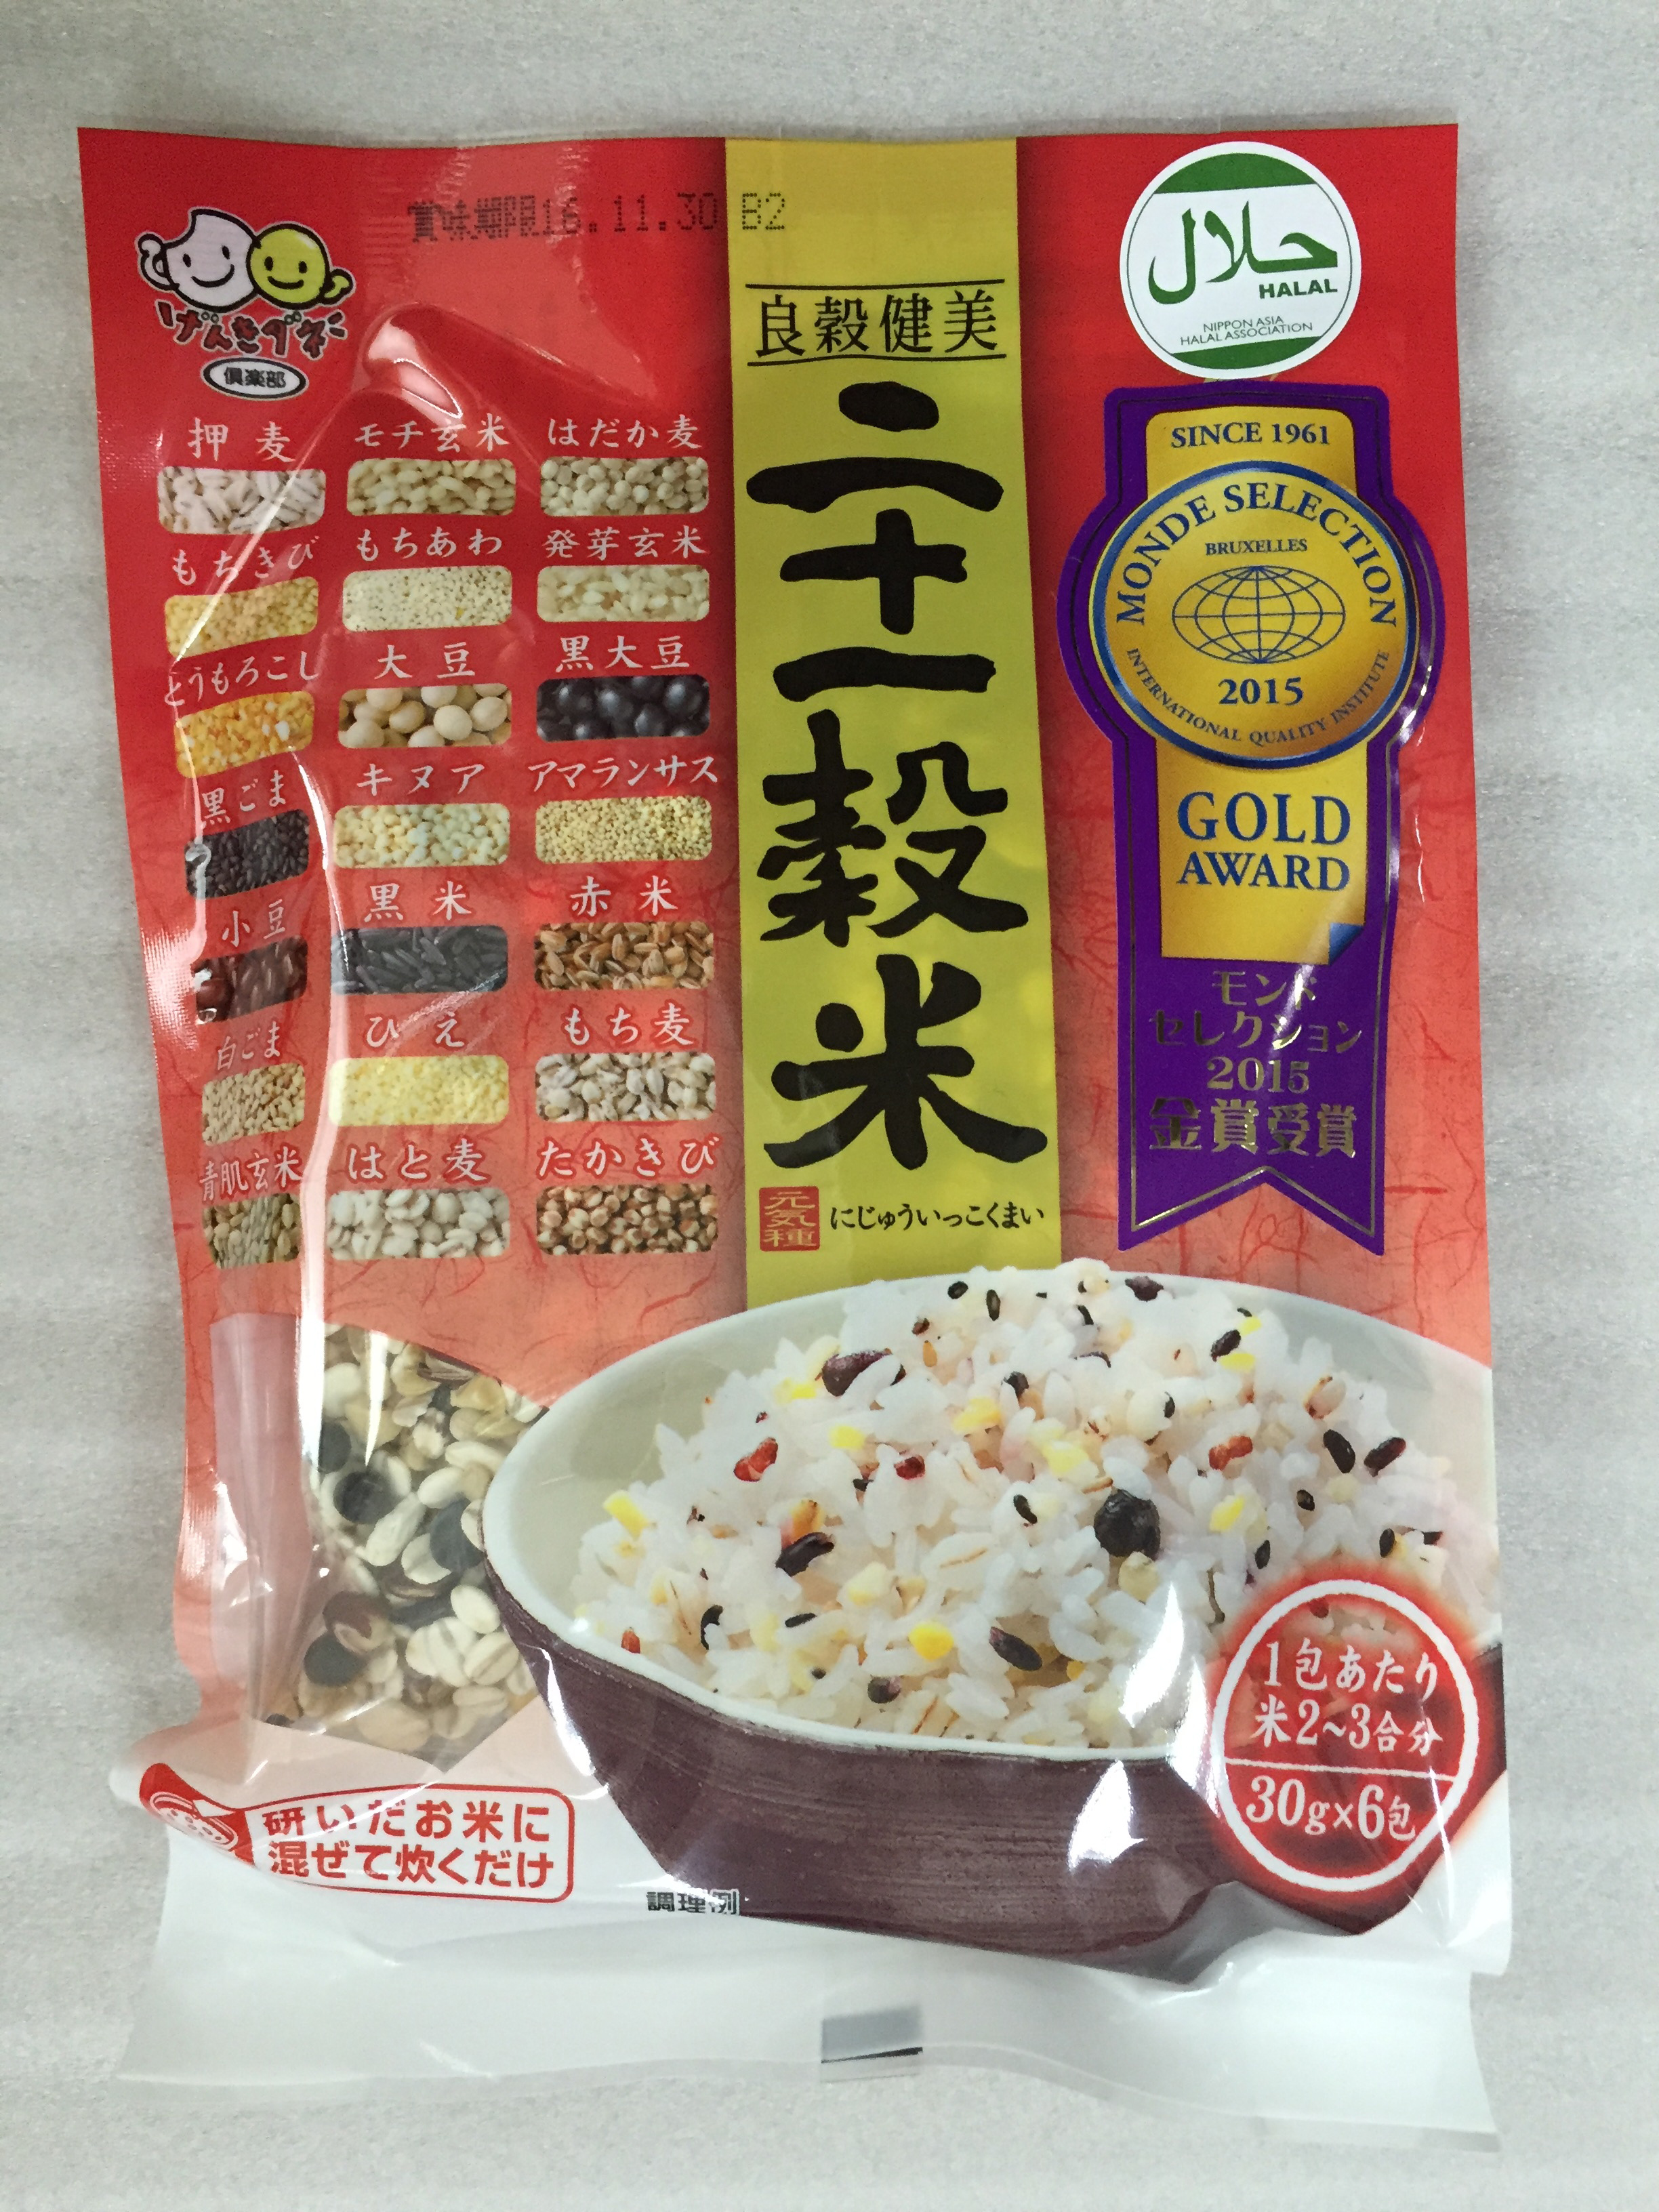 賞味期限16.11.30 B2
げんきダネ
倶楽部
良穀健美
二十一穀米
元気種
にじゅういっこくまい
حلال
HALAL
NIPPON ASIA
HALAL ASSOCIATION
SINCE 1961
MONDE SELECTION
BRUXELLES
2015
INTERNATIONAL QUALITY INSTITUTE
GOLD
AWARD
モンド
セレクション
2015
金賞受賞
押麦 モチ玄米 はだか麦
もちきび もちあわ 発芽玄米
とうもろこし 大豆 黒大豆
黒ごま キヌア アマランサス
小豆 黒米 赤米
白ごま ひえ もち麦
青肌玄米 はと麦 たかきび
1包あたり
米2~3合分
30g×6包
研いだお米に
混ぜて炊くだけ
調理例